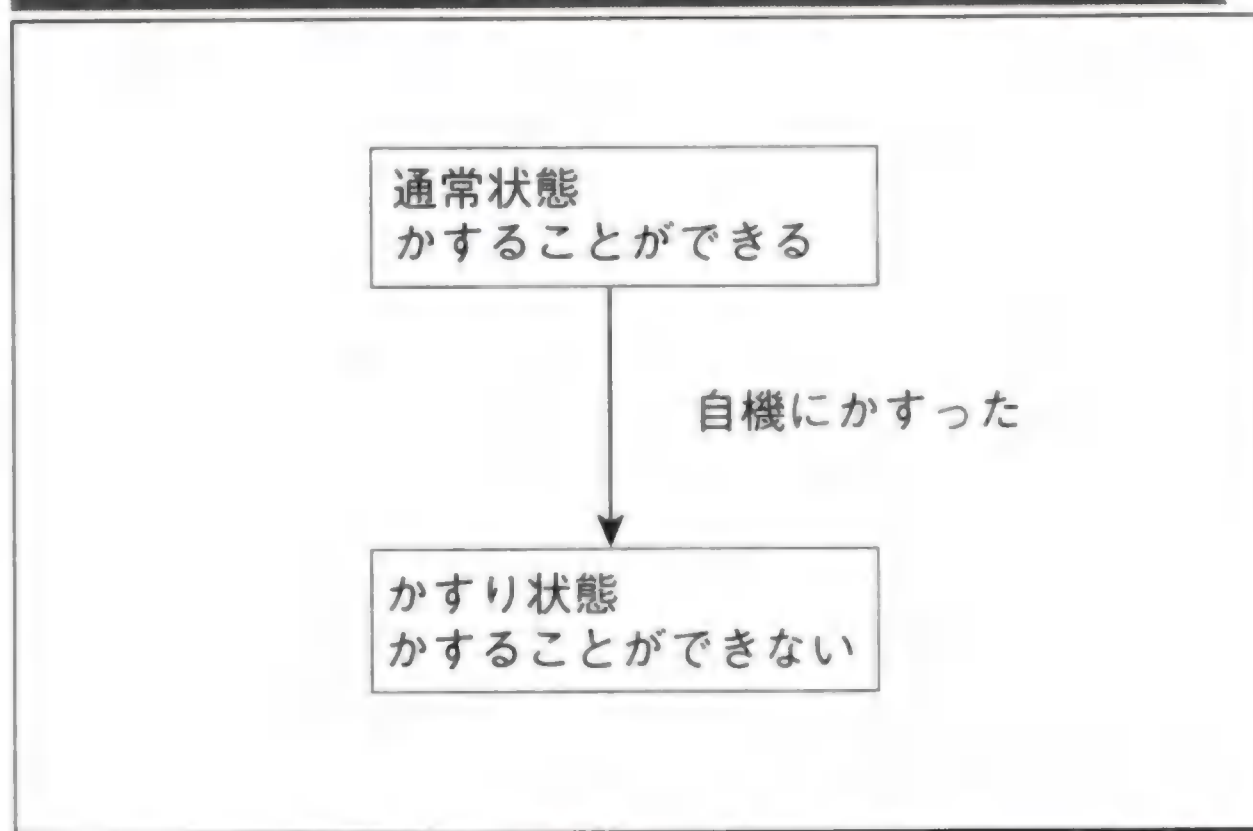 通常状態
かすることができる
自機にかすった
かすり状態
かすることができない